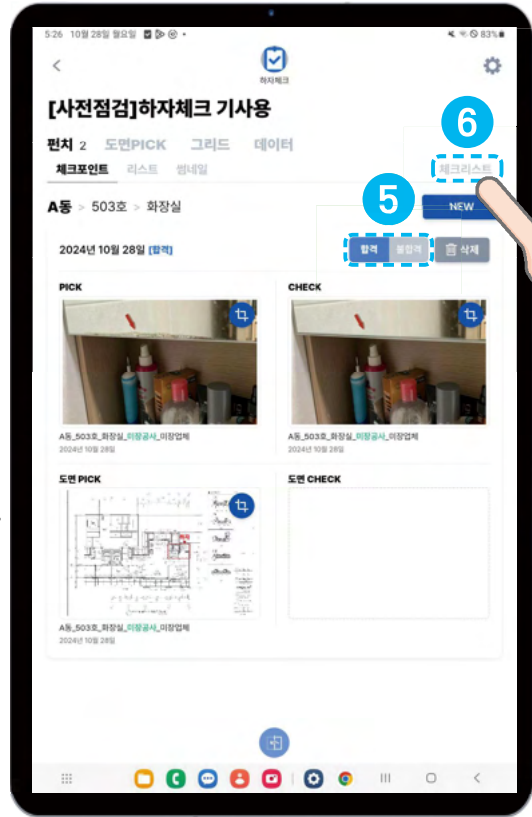 5:26 10월 28일 월요일
83%
하자체크
[사전점검]하자체크 기사용
펀치 2 도면PICK 그리드 데이터
6
체크포인트 리스트 썸네일
체크리스트
5
A동 > 503호 > 화장실
NEW
2024년 10월 28일 [합격]
합격 불합격 삭제
PICK
CHECK
A동_503호_화장실_미장공사_미장업체
2024년 10월 28일
A동_503호_화장실_미장공사_미장업체
2024년 10월 28일
도면 PICK
도면 CHECK
A동_503호_화장실_미장공사_미장업체
2024년 10월 28일